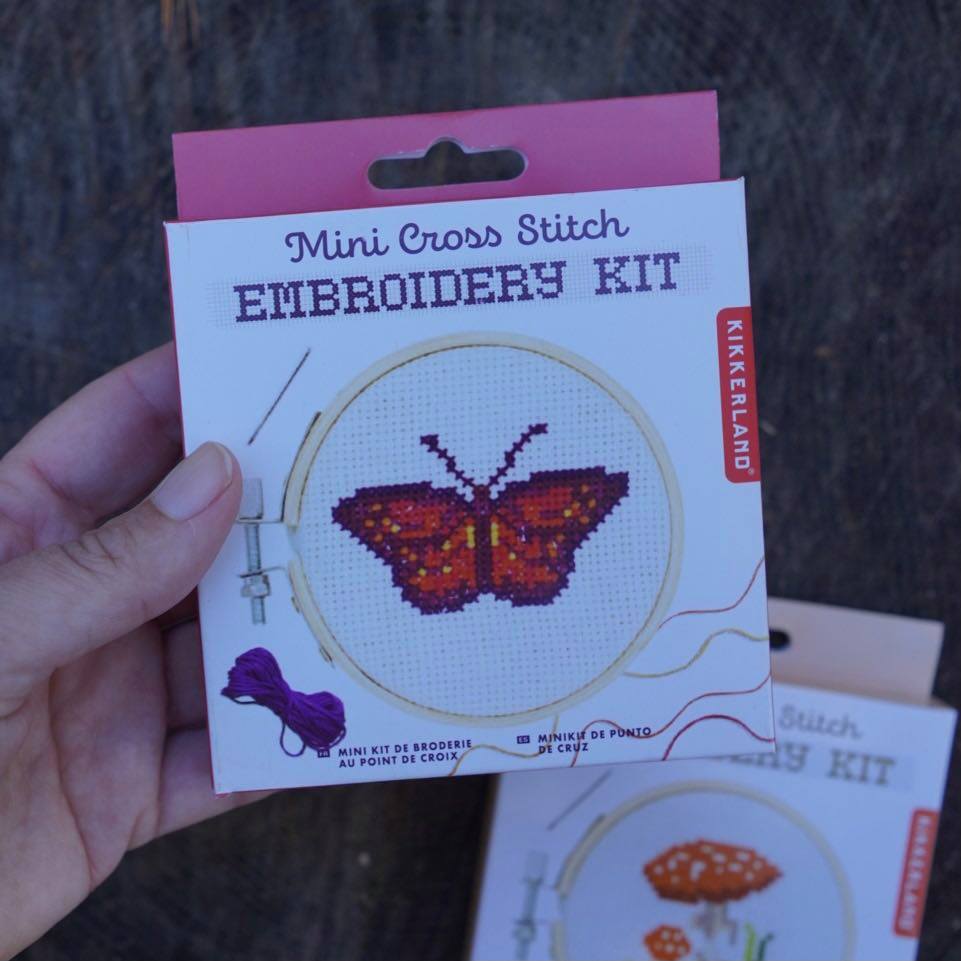 Mini Cross Stitch
EMBROIDERY KIT
KIKKERLAND®
FR MINI KIT DE BRODERIE
AU POINT DE CROIX
ES MINIKIT DE PUNTO
DE CRUZ
Stitch
KIT
KIKKERLAND